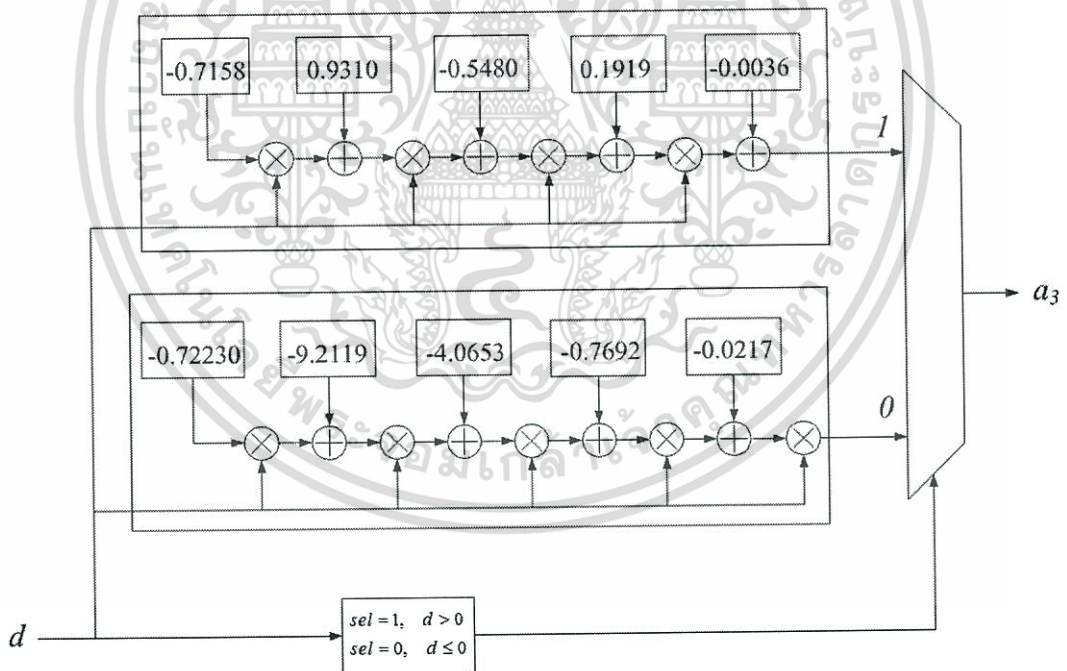 -0.7158 0.9310 -0.5480 0.1919 -0.0036
1
-0.72230 -9.2119 -4.0653 -0.7692 -0.0217
0
a₃
d
sel = 1, d > 0
sel = 0, d ≤ 0